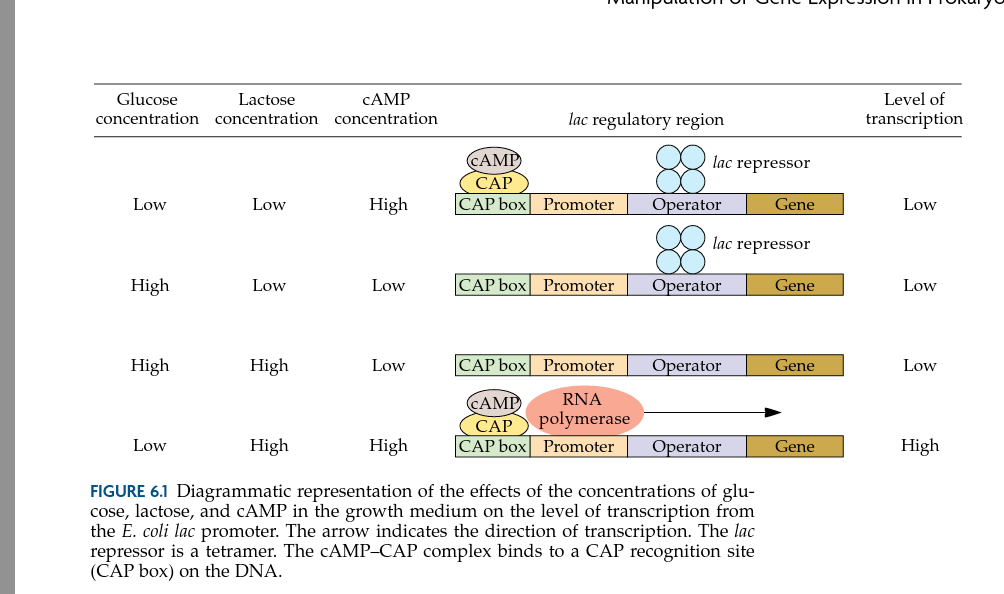 Manipulation of Gene Expression in Prokaryo
Glucose concentration Lactose concentration cAMP concentration lac regulatory region Level of transcription
cAMP
CAP
lac repressor
Low Low High CAP box Promoter Operator Gene Low
lac repressor
High Low Low CAP box Promoter Operator Gene Low
High High Low CAP box Promoter Operator Gene Low
cAMP
CAP
RNA
polymerase
Low High High CAP box Promoter Operator Gene High
FIGURE 6.1 Diagrammatic representation of the effects of the concentrations of glu-
cose, lactose, and cAMP in the growth medium on the level of transcription from
the E. coli lac promoter. The arrow indicates the direction of transcription. The lac
repressor is a tetramer. The cAMP–CAP complex binds to a CAP recognition site
(CAP box) on the DNA.